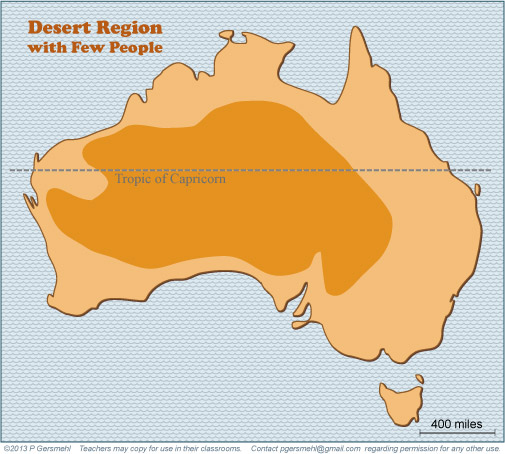 Desert Region
with Few People
Tropic of Capricorn
400 miles
©2013 P Gersmehl Teachers may copy for use in their classrooms. Contact pgersmehl@gmail.com regarding permission for any other use.